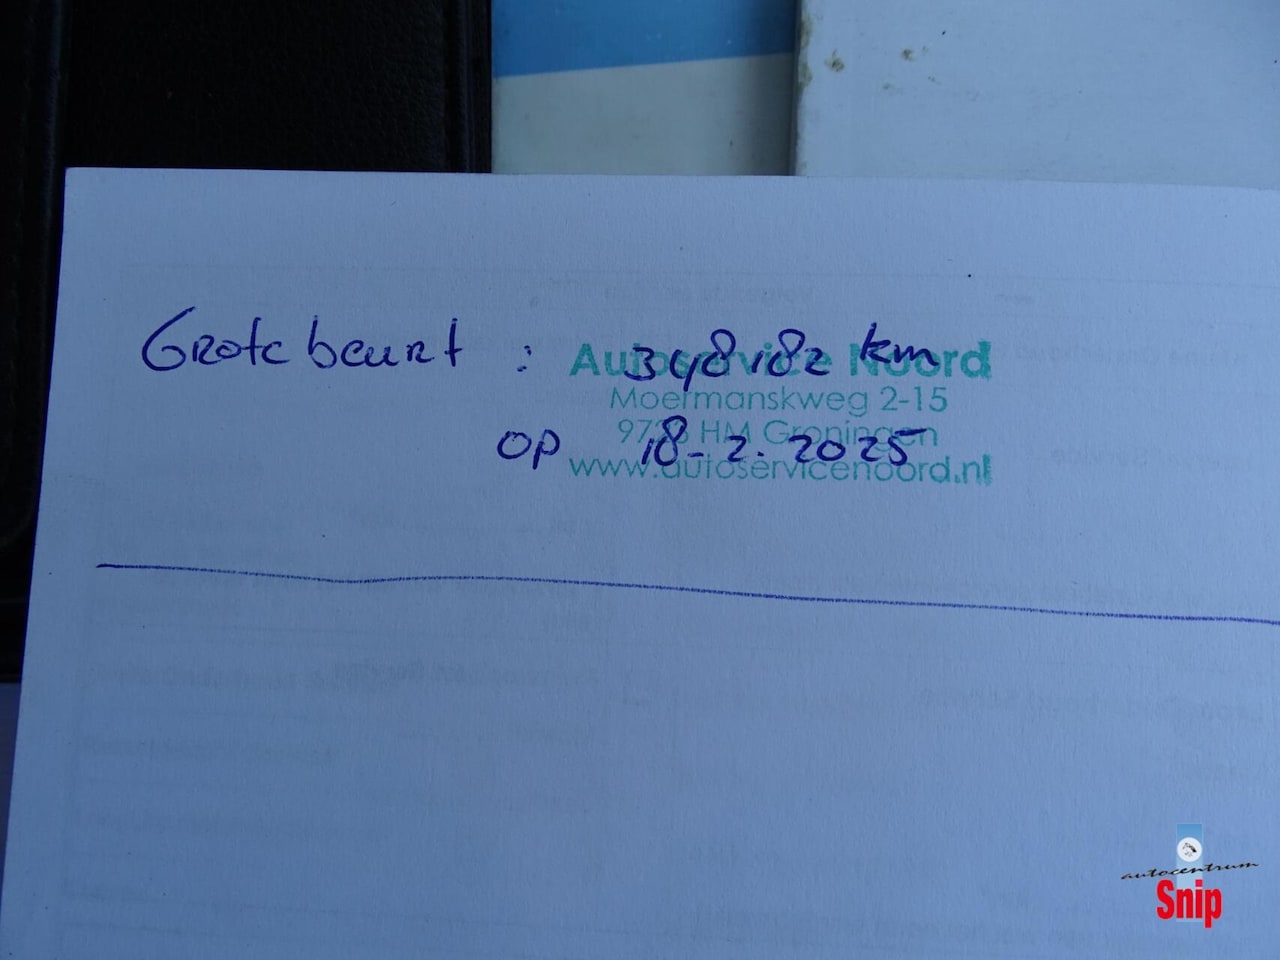 Grote beurt : 348182 km
Autoservice Noord
Moermanskweg 2-15
HM Groningen
op 18-2.2025
www.autoservicenoord.nl
autocentrum
Snip